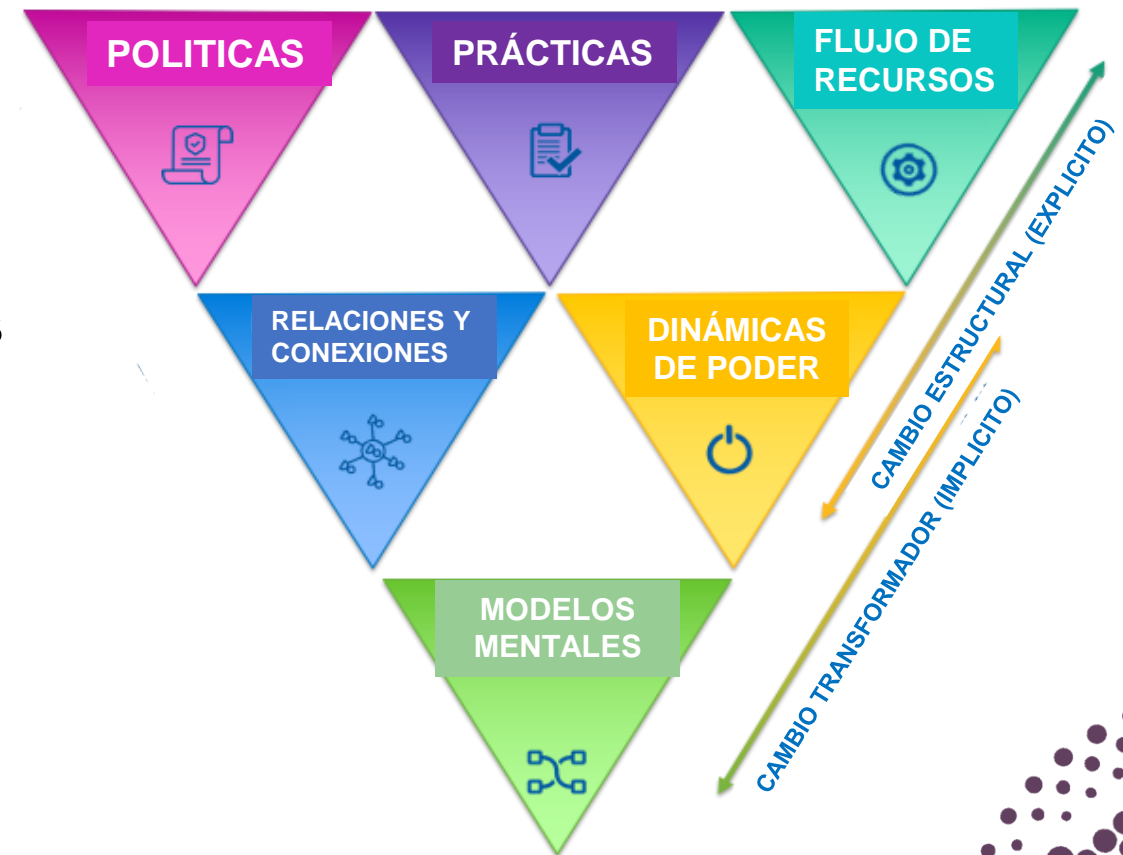 POLITICAS
PRÁCTICAS
FLUJO DE
RECURSOS
RELACIONES Y
CONEXIONES
DINÁMICAS
DE PODER
MODELOS
MENTALES
CAMBIO ESTRUCTURAL (EXPLICITO)
CAMBIO TRANSFORMADOR (IMPLICITO)